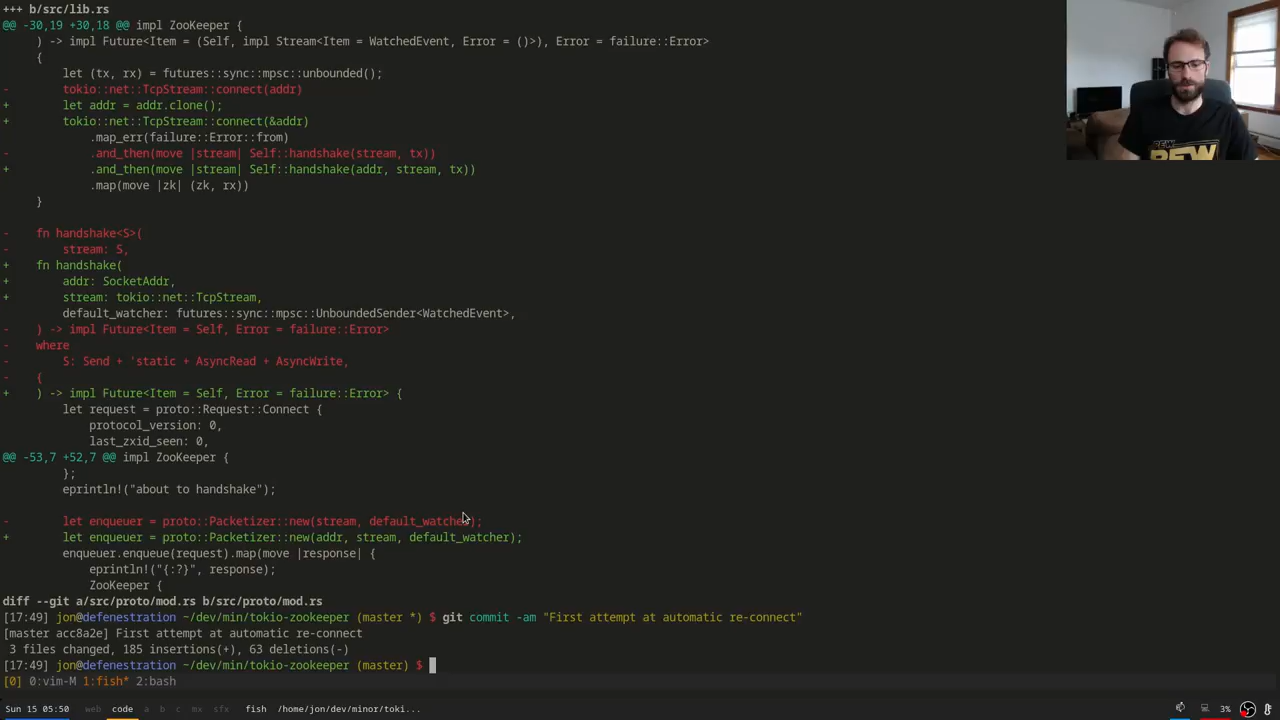 +++ b/src/lib.rs
@@ -30,19 +30,18 @@ impl ZooKeeper {
     ) -> impl Future<Item = (Self, impl Stream<Item = WatchedEvent, Error = ()>), Error = failure::Error>
     {
         let (tx, rx) = futures::sync::mpsc::unbounded();
-        tokio::net::TcpStream::connect(addr)
+        let addr = addr.clone();
+        tokio::net::TcpStream::connect(&addr)
             .map_err(failure::Error::from)
-            .and_then(move |stream| Self::handshake(stream, tx))
+            .and_then(move |stream| Self::handshake(addr, stream, tx))
             .map(move |zk| (zk, rx))
     }
-    fn handshake<S>(
-        stream: S,
+    fn handshake(
+        addr: SocketAddr,
+        stream: tokio::net::TcpStream,
         default_watcher: futures::sync::mpsc::UnboundedSender<WatchedEvent>,
-    ) -> impl Future<Item = Self, Error = failure::Error>
-    where
-        S: Send + 'static + AsyncRead + AsyncWrite,
-    {
+    ) -> impl Future<Item = Self, Error = failure::Error> {
         let request = proto::Request::Connect {
             protocol_version: 0,
             last_zxid_seen: 0,
@@ -53,7 +52,7 @@ impl ZooKeeper {
         };
         eprintln!("about to handshake");
-        let enqueuer = proto::Packetizer::new(stream, default_watcher);
+        let enqueuer = proto::Packetizer::new(addr, stream, default_watcher);
         enqueuer.enqueue(request).map(move |response| {
             eprintln!("{:?}", response);
             ZooKeeper {
diff --git a/src/proto/mod.rs b/src/proto/mod.rs
[17:49] jon@defenestration ~/dev/min/tokio-zookeeper (master *) $ git commit -am "First attempt at automatic re-connect"
[master acc8a2e] First attempt at automatic re-connect
 3 files changed, 185 insertions(+), 63 deletions(-)
[17:49] jon@defenestration ~/dev/min/tokio-zookeeper (master) $
[0] 0:vim-M 1:fish* 2:bash
Sun 15 05:50 web code a b c mx sfx fish /home/jon/dev/minor/toki... 3%
PEW